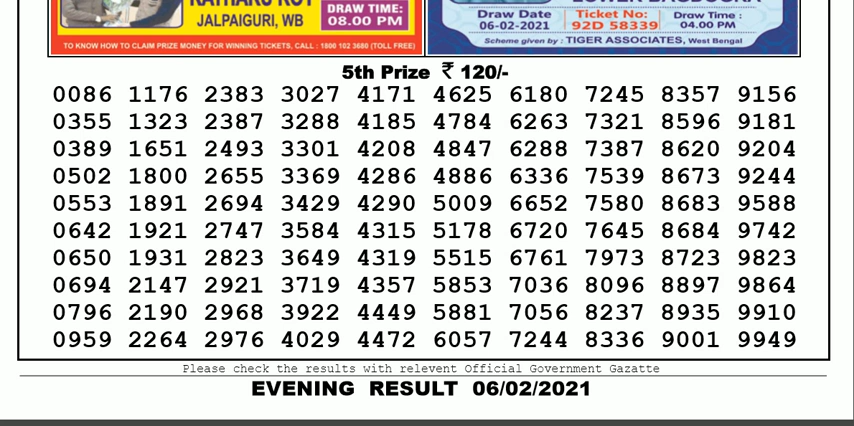 JALPAIGURI, WB
DRAW TIME:
08.00 PM
TO KNOW HOW TO CLAIM PRIZE MONEY FOR WINNING TICKETS, CALL : 1800 102 3680 (TOLL FREE)
Draw Date
06-02-2021
Ticket No:
92D 58339
Draw Time :
04.00 PM
Scheme given by : TIGER ASSOCIATES, West Bengal
5th Prize ₹ 120/-
0086 1176 2383 3027 4171 4625 6180 7245 8357 9156
0355 1323 2387 3288 4185 4784 6263 7321 8596 9181
0389 1651 2493 3301 4208 4847 6288 7387 8620 9204
0502 1800 2655 3369 4286 4886 6336 7539 8673 9244
0553 1891 2694 3429 4290 5009 6652 7580 8683 9588
0642 1921 2747 3584 4315 5178 6720 7645 8684 9742
0650 1931 2823 3649 4319 5515 6761 7973 8723 9823
0694 2147 2921 3719 4357 5853 7036 8096 8897 9864
0796 2190 2968 3922 4449 5881 7056 8237 8935 9910
0959 2264 2976 4029 4472 6057 7244 8336 9001 9949
Please check the results with relevent Official Government Gazatte
EVENING RESULT 06/02/2021